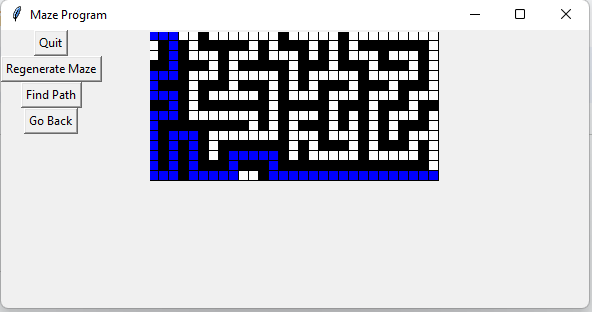 Maze Program
Quit
Regenerate Maze
Find Path
Go Back